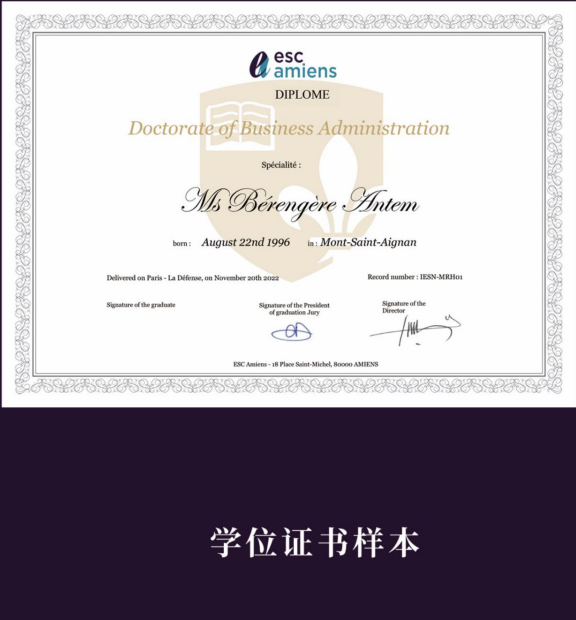 esc
amiens
DIPLOME
Doctorate of Business Administration
Spécialité :
Ms Bérengère Antem
born : August 22nd 1996 in : Mont-Saint-Aignan
Delivered on Paris - La Défense, on November 20th 2022 Record number : IESN-MRH01
Signature of the graduate Signature of the President of graduation Jury Signature of the Director
ESC Amiens - 18 Place Saint-Michel, 80000 AMIENS
学位证书样本